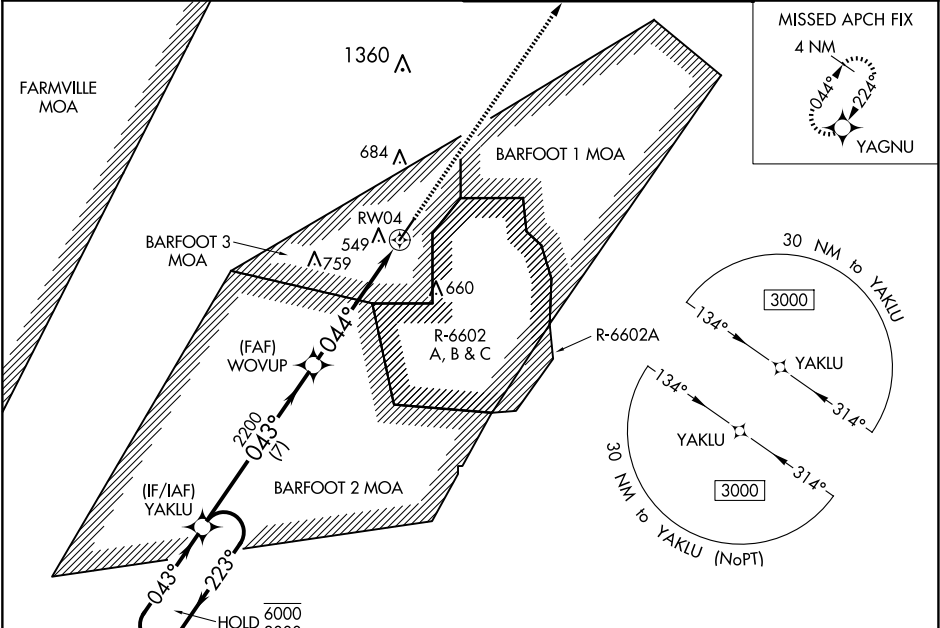 MISSED APCH FIX
4 NM
044°
224°
YAGNU
1360
FARMVILLE
MOA
684
BARFOOT 1 MOA
RW04
549
BARFOOT 3
MOA
759
660
R-6602
A, B & C
R-6602A
044°
(FAF)
WOVUP
2200
043°
(7)
(IF/IAF)
YAKLU
BARFOOT 2 MOA
043°
223°
HOLD 6000
30 NM to YAKLU
3000
134°
YAKLU
314°
134°
YAKLU
314°
3000
30 NM to YAKLU (NoPT)